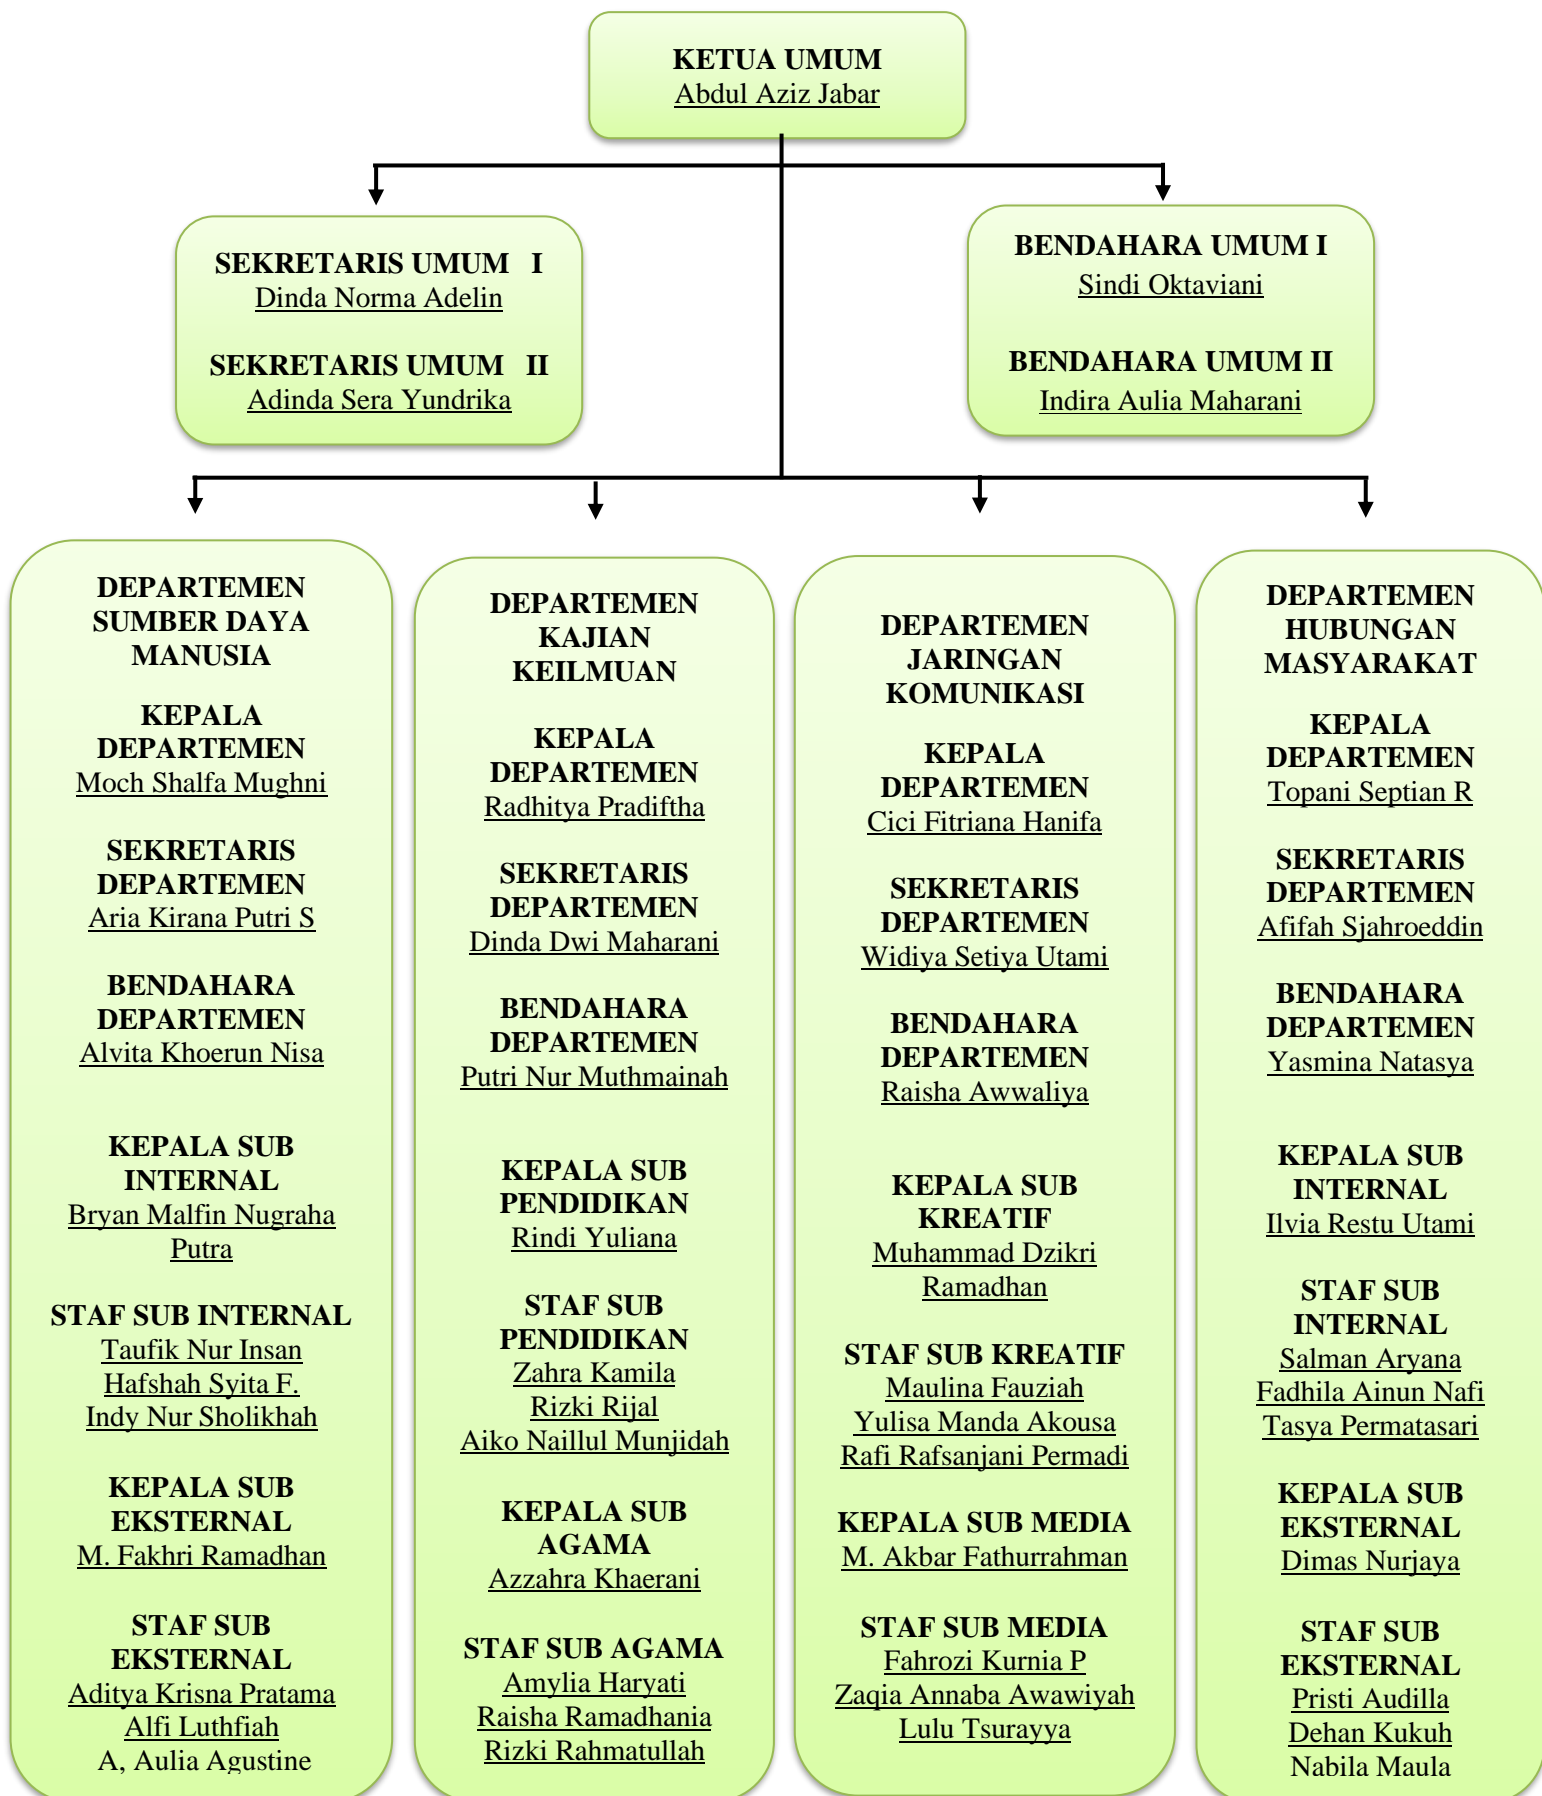 KETUA UMUM
Abdul Aziz Jabar
SEKRETARIS UMUM I
Dinda Norma Adelin
SEKRETARIS UMUM II
Adinda Sera Yundrika
BENDAHARA UMUM I
Sindi Oktaviani
BENDAHARA UMUM II
Indira Aulia Maharani
DEPARTEMEN
SUMBER DAYA
MANUSIA
KEPALA
DEPARTEMEN
Moch Shalfa Mughni
SEKRETARIS
DEPARTEMEN
Aria Kirana Putri S
BENDAHARA
DEPARTEMEN
Alvita Khoerun Nisa
KEPALA SUB
INTERNAL
Bryan Malfin Nugraha
Putra
STAF SUB INTERNAL
Taufik Nur Insan
Hafshah Syita F.
Indy Nur Sholikhah
KEPALA SUB
EKSTERNAL
M. Fakhri Ramadhan
STAF SUB
EKSTERNAL
Aditya Krisna Pratama
Alfi Luthfiah
A, Aulia Agustine
DEPARTEMEN
KAJIAN
KEILMUAN
KEPALA
DEPARTEMEN
Radhitya Pradiftha
SEKRETARIS
DEPARTEMEN
Dinda Dwi Maharani
BENDAHARA
DEPARTEMEN
Putri Nur Muthmainah
KEPALA SUB
PENDIDIKAN
Rindi Yuliana
STAF SUB
PENDIDIKAN
Zahra Kamila
Rizki Rijal
Aiko Naillul Munjidah
KEPALA SUB
AGAMA
Azzahra Khaerani
STAF SUB AGAMA
Amylia Haryati
Raisha Ramadhania
Rizki Rahmatullah
DEPARTEMEN
JARINGAN
KOMUNIKASI
KEPALA
DEPARTEMEN
Cici Fitriana Hanifa
SEKRETARIS
DEPARTEMEN
Widiya Setiya Utami
BENDAHARA
DEPARTEMEN
Raisha Awwaliya
KEPALA SUB
KREATIF
Muhammad Dzikri
Ramadhan
STAF SUB KREATIF
Maulina Fauziah
Yulisa Manda Akousa
Rafi Rafsanjani Permadi
KEPALA SUB MEDIA
M. Akbar Fathurrahman
STAF SUB MEDIA
Fahrozi Kurnia P
Zaqia Annaba Awawiyah
Lulu Tsurayya
DEPARTEMEN
HUBUNGAN
MASYARAKAT
KEPALA
DEPARTEMEN
Topani Septian R
SEKRETARIS
DEPARTEMEN
Afifah Sjahroeddin
BENDAHARA
DEPARTEMEN
Yasmina Natasya
KEPALA SUB
INTERNAL
Ilvia Restu Utami
STAF SUB
INTERNAL
Salman Aryana
Fadhila Ainun Nafi
Tasya Permatasari
KEPALA SUB
EKSTERNAL
Dimas Nurjaya
STAF SUB
EKSTERNAL
Pristi Audilla
Dehan Kukuh
Nabila Maula